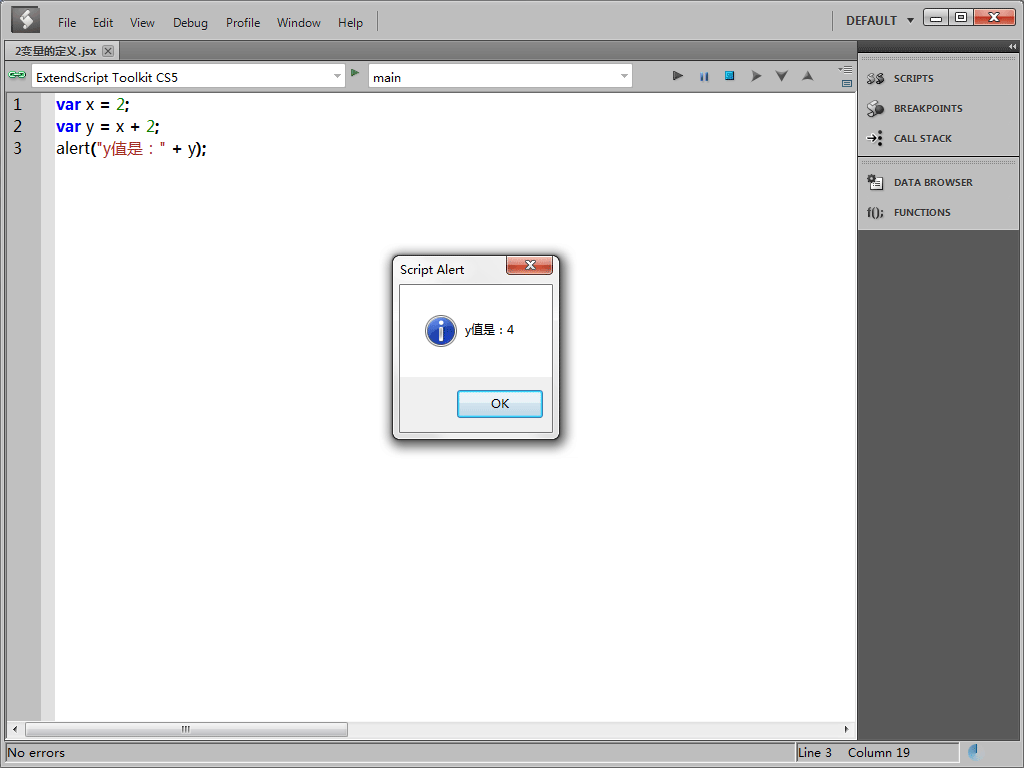 File Edit View Debug Profile Window Help DEFAULT
2变量的定义.jsx
ExtendScript Toolkit CS5 main
1 var x = 2;
2 var y = x + 2;
3 alert("y值是：" + y);
SCRIPTS
BREAKPOINTS
CALL STACK
DATA BROWSER
f(); FUNCTIONS
Script Alert
y值是：4
OK
No errors Line 3 Column 19